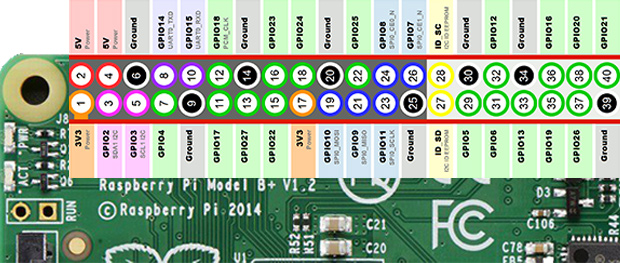 5V Power
5V Power
Ground
GPIO14 UART0_TXD
GPIO15 UART0_RXD
GPIO18 PCM_CLK
Ground
GPIO23
GPIO24
Ground
GPIO25
GPIO8 SPI0_CE0_N
GPIO7 SPI0_CE1_N
ID_SC I2C ID EEPROM
Ground
GPIO12
Ground
GPIO16
GPIO20
GPIO21
2 4 6 8 10 12 14 16 18 20 22 24 26 28 30 32 34 36 38 40
1 3 5 7 9 11 13 15 17 19 21 23 25 27 29 31 33 35 37 39
3V3 Power
GPIO2 SDA1 I2C
GPIO3 SCL1 I2C
GPIO4
Ground
GPIO17
GPIO27
GPIO22
3V3 Power
GPIO10 SPI0_MOSI
GPIO9 SPI0_MISO
GPIO11 SPI0_SCLK
Ground
ID_SD I2C ID EEPROM
GPIO5
GPIO6
GPIO13
GPIO19
GPIO26
Ground
J8
PWR
ACT
Raspberry Pi Model B+ V1.2
© Raspberry Pi 2014
RUN
R52
W51
C21
C20
U1
FC
D3
C106
C78
R44